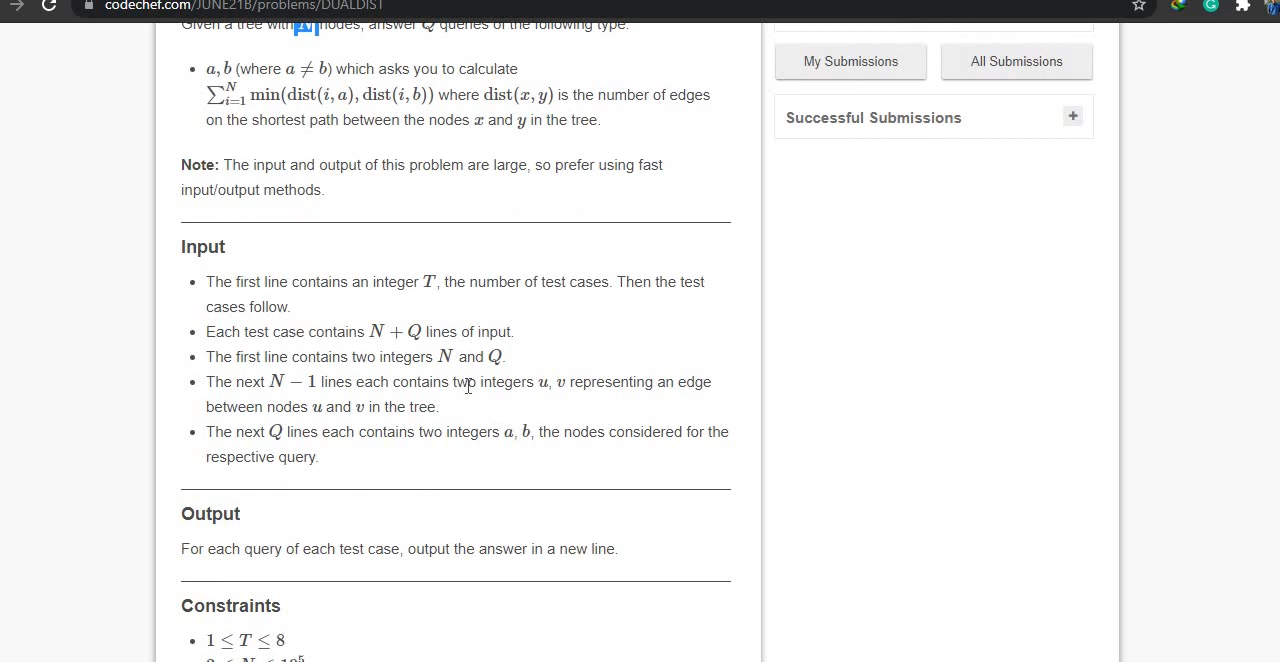 codechef.com/JUNE21B/problems/DUALDIST
Given a tree with N nodes, answer Q queries of the following type:
My Submissions
All Submissions
• a, b (where a ≠ b) which asks you to calculate
∑_{i=1}^{N} min(dist(i, a), dist(i, b)) where dist(x, y) is the number of edges
on the shortest path between the nodes x and y in the tree.
Successful Submissions +
Note: The input and output of this problem are large, so prefer using fast
input/output methods.
Input
• The first line contains an integer T, the number of test cases. Then the test
cases follow.
• Each test case contains N + Q lines of input.
• The first line contains two integers N and Q.
• The next N − 1 lines each contains two integers u, v representing an edge
between nodes u and v in the tree.
• The next Q lines each contains two integers a, b, the nodes considered for the
respective query.
Output
For each query of each test case, output the answer in a new line.
Constraints
• 1 ≤ T ≤ 8
• 2 ≤ N ≤ 10^5